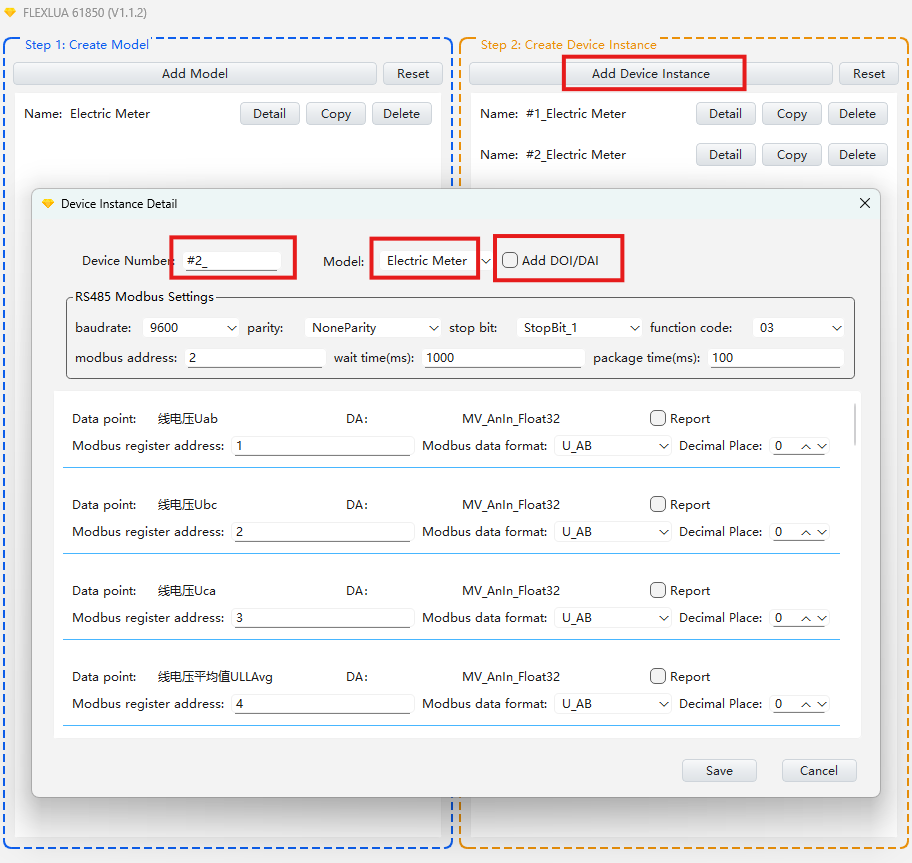 FLEXLUA 61850 (V1.1.2)
Step 1: Create Model
Step 2: Create Device Instance
Add Model
Reset
Add Device Instance
Reset
Name: Electric Meter
Detail
Copy
Delete
Name: #1_Electric Meter
Detail
Copy
Delete
Name: #2_Electric Meter
Detail
Copy
Delete
Device Instance Detail
Device Number: #2_
Model: Electric Meter
Add DOI/DAI
RS485 Modbus Settings
baudrate: 9600 parity: NoneParity stop bit: StopBit_1 function code: 03
modbus address: 2 wait time(ms): 1000 package time(ms): 100
Data point: 线电压Uab DA: MV_AnIn_Float32 Report
Modbus register address: 1 Modbus data format: U_AB Decimal Place: 0
Data point: 线电压Ubc DA: MV_AnIn_Float32 Report
Modbus register address: 2 Modbus data format: U_AB Decimal Place: 0
Data point: 线电压Uca DA: MV_AnIn_Float32 Report
Modbus register address: 3 Modbus data format: U_AB Decimal Place: 0
Data point: 线电压平均值ULLAvg DA: MV_AnIn_Float32 Report
Modbus register address: 4 Modbus data format: U_AB Decimal Place: 0
Save
Cancel